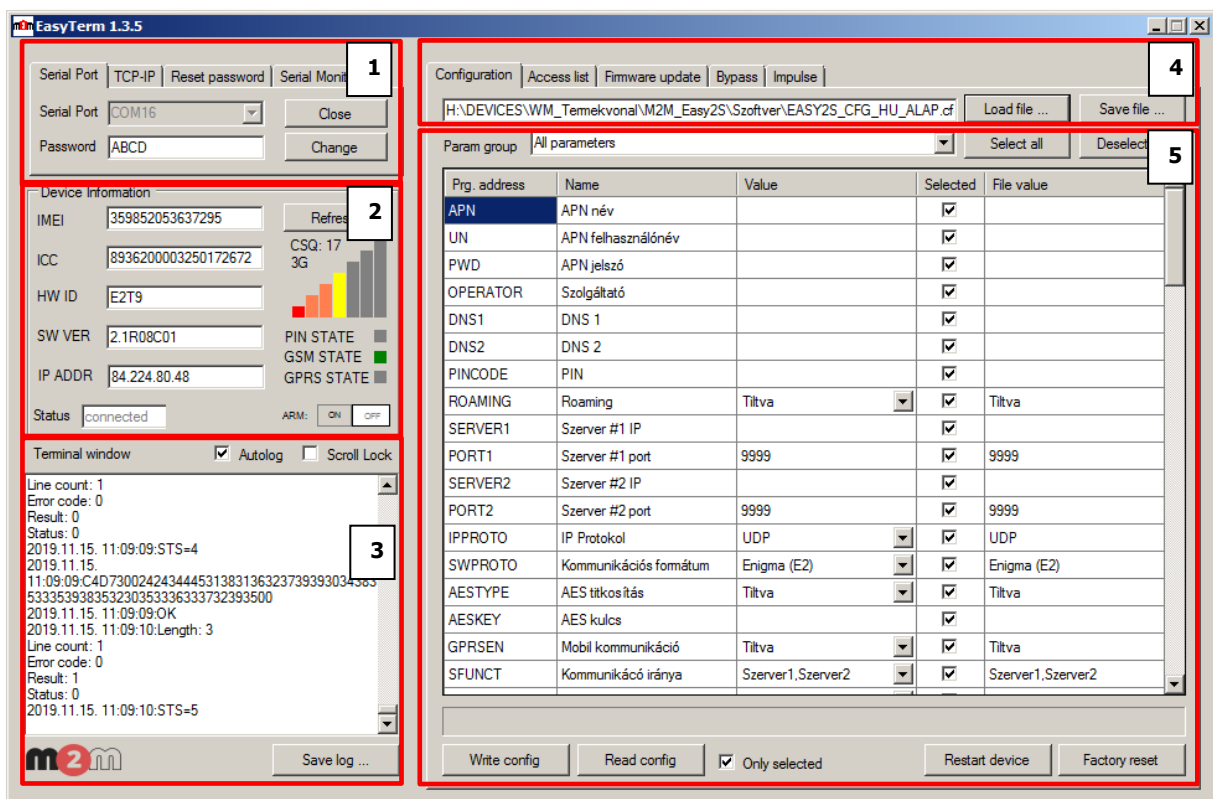 EasyTerm 1.3.5
1
Serial Port TCP-IP Reset password Serial Monit
Serial Port COM16 Close
Password ABCD Change
2
Device Information
IMEI 359852053637295 Refres
CSQ: 17
3G
ICC 8936200003250172672
HW ID E2T9
SW VER 2.1R08C01
PIN STATE
GSM STATE
IP ADDR 84.224.80.48 GPRS STATE
Status connected ARM: ON OFF
3
Terminal window Autolog Scroll Lock
Line count: 1
Error code: 0
Result: 0
Status: 0
2019.11.15. 11:09:09:STS=4
2019.11.15.
2019.11.15. 11:09:09:OK
2019.11.15. 11:09:10:Length: 3
Line count: 1
Error code: 0
Result: 1
Status: 0
2019.11.15. 11:09:10:STS=5
m2m Save log ...
4
Configuration Access list Firmware update Bypass Impulse
H:\DEVICES\WM_Termekvonal\M2M_Easy2S\Szoftver\EASY2S_CFG_HU_ALAP.cf Load file ... Save file ...
5
Param group All parameters Select all Deselect
Prg. address Name Value Selected File value
APN APN név
UN APN felhasználónév
PWD APN jelszó
OPERATOR Szolgáltató
DNS1 DNS 1
DNS2 DNS 2
PINCODE PIN
ROAMING Roaming Tiltva Tiltva
SERVER1 Szerver #1 IP
PORT1 Szerver #1 port 9999 9999
SERVER2 Szerver #2 IP
PORT2 Szerver #2 port 9999 9999
IPPROTO IP Protokol UDP UDP
SWPROTO Kommunikációs formátum Enigma (E2) Enigma (E2)
AESTYPE AES titkosítás Tiltva Tiltva
AESKEY AES kulcs
GPRSEN Mobil kommunikáció Tiltva Tiltva
SFUNCT Kommunikácó iránya Szerver1,Szerver2 Szerver1,Szerver2
Write config Read config Only selected Restart device Factory reset